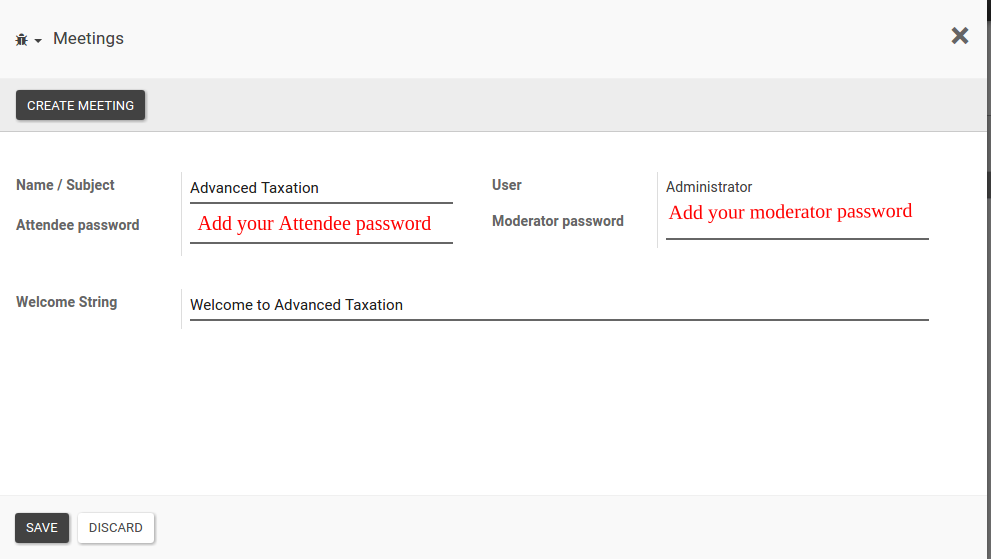 Meetings
CREATE MEETING
Name / Subject
Advanced Taxation
User
Administrator
Attendee password
Add your Attendee password
Moderator password
Add your moderator password
Welcome String
Welcome to Advanced Taxation
SAVE
DISCARD